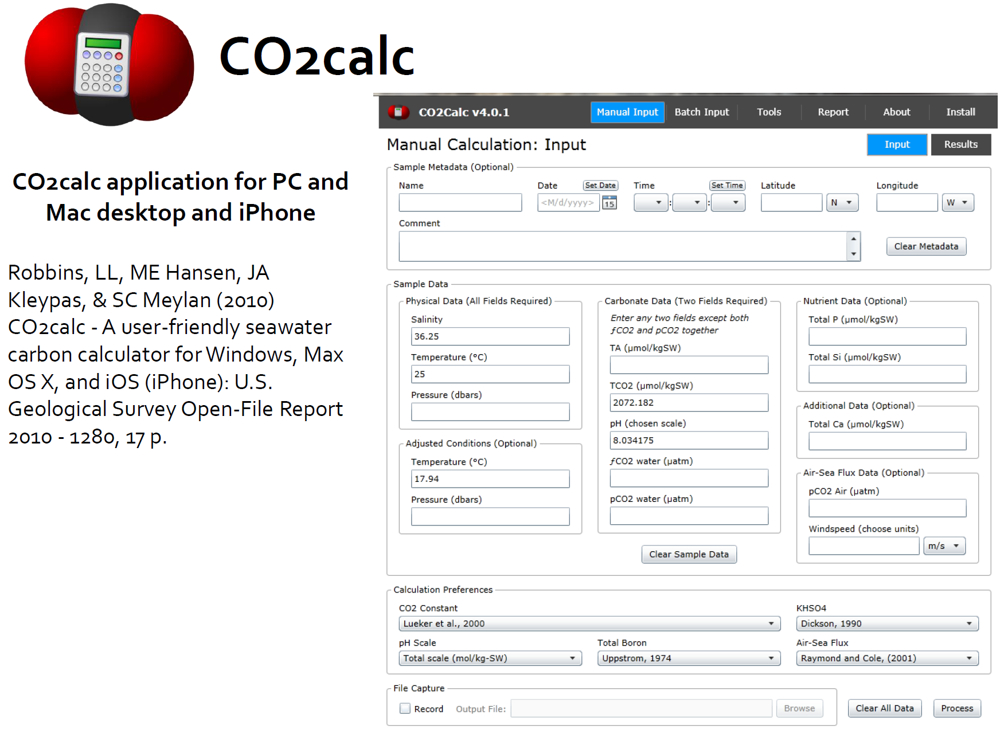 CO2calc
CO2calc application for PC and
Mac desktop and iPhone
Robbins, LL, ME Hansen, JA
Kleypas, & SC Meylan (2010)
CO2calc - A user-friendly seawater
carbon calculator for Windows, Max
OS X, and iOS (iPhone): U.S.
Geological Survey Open-File Report
2010 - 1280, 17 p.
CO2Calc v4.0.1 Manual Input Batch Input Tools Report About Install
Manual Calculation: Input Input Results
Sample Metadata (Optional)
Name Date Set Date Time Set Time Latitude Longitude
<M/d/yyyy> 15 : : N W
Comment
Clear Metadata
Sample Data
Physical Data (All Fields Required)
Salinity
36.25
Temperature (°C)
25
Pressure (dbars)
Adjusted Conditions (Optional)
Temperature (°C)
17.94
Pressure (dbars)
Carbonate Data (Two Fields Required)
Enter any two fields except both
ƒCO2 and pCO2 together
TA (µmol/kgSW)
TCO2 (µmol/kgSW)
2072.182
pH (chosen scale)
8.034175
ƒCO2 water (µatm)
pCO2 water (µatm)
Clear Sample Data
Nutrient Data (Optional)
Total P (µmol/kgSW)
Total Si (µmol/kgSW)
Additional Data (Optional)
Total Ca (µmol/kgSW)
Air-Sea Flux Data (Optional)
pCO2 Air (µatm)
Windspeed (choose units)
m/s
Calculation Preferences
CO2 Constant KHSO4
Lueker et al., 2000 Dickson, 1990
pH Scale Total Boron Air-Sea Flux
Total scale (mol/kg-SW) Uppstrom, 1974 Raymond and Cole, (2001)
File Capture
Record Output File: Browse Clear All Data Process